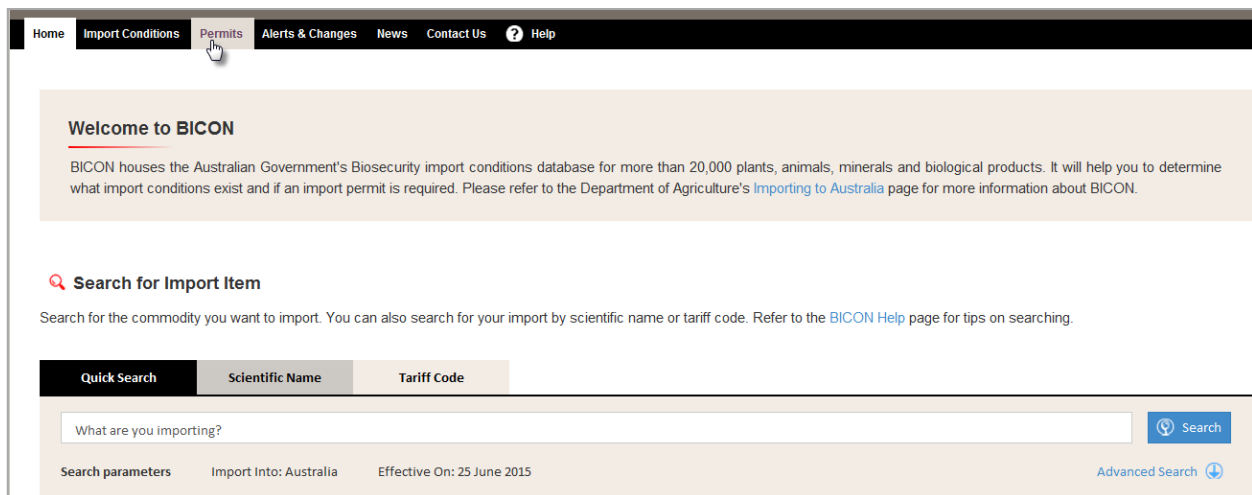 Home Import Conditions Permits Alerts & Changes News Contact Us ? Help
Welcome to BICON
BICON houses the Australian Government's Biosecurity import conditions database for more than 20,000 plants, animals, minerals and biological products. It will help you to determine
what import conditions exist and if an import permit is required. Please refer to the Department of Agriculture's Importing to Australia page for more information about BICON.
Search for Import Item
Search for the commodity you want to import. You can also search for your import by scientific name or tariff code. Refer to the BICON Help page for tips on searching.
Quick Search Scientific Name Tariff Code
What are you importing? Search
Search parameters Import Into: Australia Effective On: 25 June 2015 Advanced Search